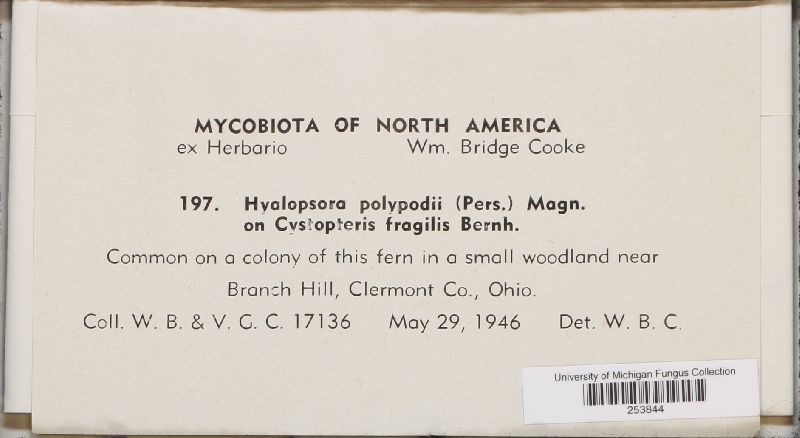 MYCOBIOTA OF NORTH AMERICA
ex Herbario Wm. Bridge Cooke
197. Hyalopsora polypodii (Pers.) Magn.
on Cystopteris fragilis Bernh.
Common on a colony of this fern in a small woodland near
Branch Hill, Clermont Co., Ohio.
Coll. W. B. & V. G. C. 17136 May 29, 1946 Det. W. B. C.
University of Michigan Fungus Collection
253844